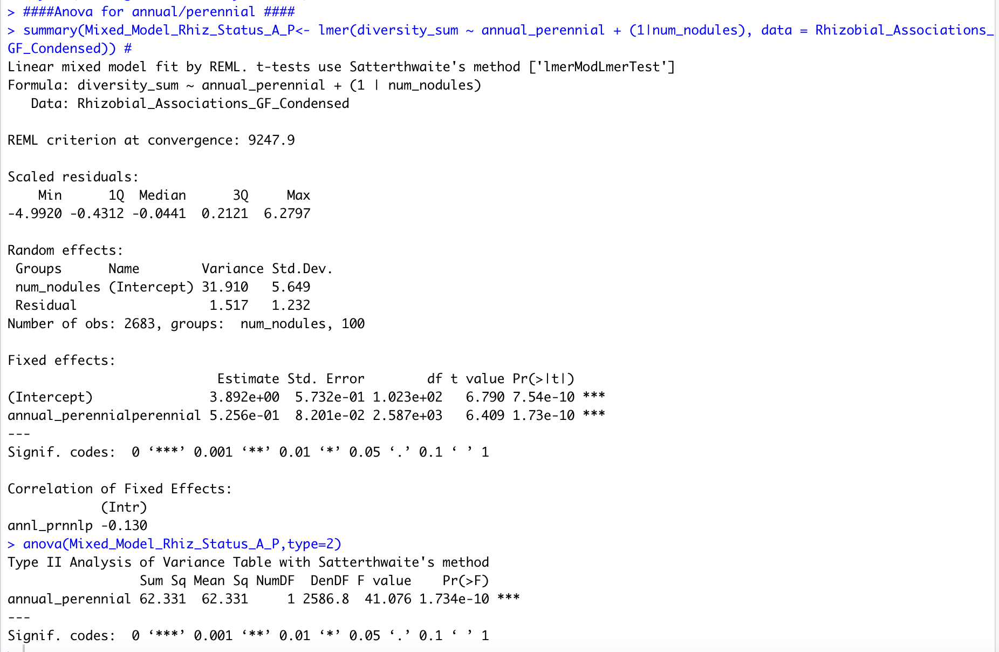 > ####Anova for annual/perennial ####
> summary(Mixed_Model_Rhiz_Status_A_P<- lmer(diversity_sum ~ annual_perennial + (1|num_nodules), data = Rhizobial_Associations_
GF_Condensed)) #
Linear mixed model fit by REML. t-tests use Satterthwaite's method ['lmerModLmerTest']
Formula: diversity_sum ~ annual_perennial + (1 | num_nodules)
   Data: Rhizobial_Associations_GF_Condensed

REML criterion at convergence: 9247.9

Scaled residuals:
    Min      1Q  Median      3Q     Max
-4.9920 -0.4312 -0.0441  0.2121  6.2797

Random effects:
 Groups      Name        Variance Std.Dev.
 num_nodules (Intercept) 31.910   5.649
 Residual                 1.517   1.232
Number of obs: 2683, groups:  num_nodules, 100

Fixed effects:
                           Estimate Std. Error        df t value Pr(>|t|)
(Intercept)               3.892e+00  5.732e-01 1.023e+02   6.790 7.54e-10 ***
annual_perennialperennial 5.256e-01  8.201e-02 2.587e+03   6.409 1.73e-10 ***
---
Signif. codes:  0 ‘***’ 0.001 ‘**’ 0.01 ‘*’ 0.05 ‘.’ 0.1 ‘ ’ 1

Correlation of Fixed Effects:
            (Intr)
annl_prnnlp -0.130
> anova(Mixed_Model_Rhiz_Status_A_P,type=2)
Type II Analysis of Variance Table with Satterthwaite's method
                 Sum Sq Mean Sq NumDF  DenDF F value    Pr(>F)
annual_perennial 62.331  62.331     1 2586.8  41.076 1.734e-10 ***
---
Signif. codes:  0 ‘***’ 0.001 ‘**’ 0.01 ‘*’ 0.05 ‘.’ 0.1 ‘ ’ 1